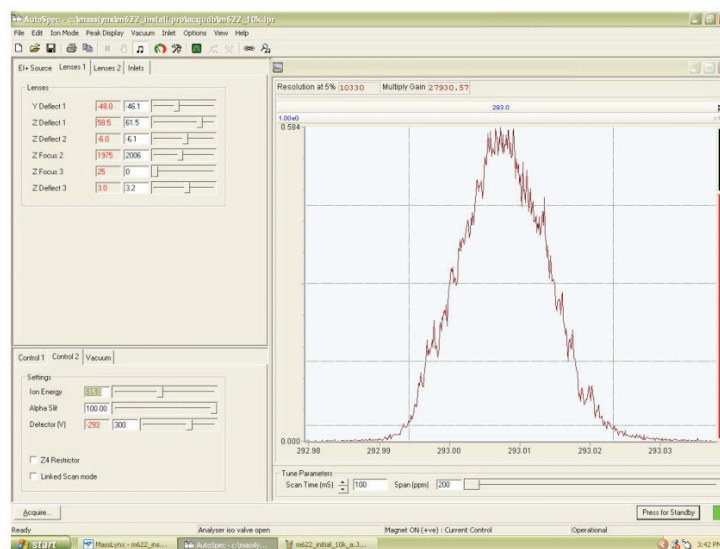 AutoSpec - c:\masslynx\m622_install.pro\acqudb\m622_10k.ipr
File Edit Ion Mode Peak Display Vacuum Inlet Options View Help
EI+ Source Lenses 1 Lenses 2 Inlets
Lenses
Y Deflect 1 -48.0 -46.1
Z Deflect 1 58.5 61.5
Z Deflect 2 -6.0 -6.1
Z Focus 2 1975 2006
Z Focus 3 25 0
Z Deflect 3 3.0 3.2
Control 1 Control 2 Vacuum
Settings
Ion Energy
Alpha Slit 100.00
Detector (V) -293 300
Z4 Restrictor
Linked Scan mode
Resolution at 5% 10330 Multiply Gain 27930.57
293.0
1.00e0
0.584
0.000
292.98 292.99 293.00 293.01 293.02 293.03
Tune Parameters
Scan Time (mS) 100 Span (ppm) 200
Acquire... Press for Standby
Ready Analyser iso valve open Magnet ON (+ve) : Current Control Operational
start MassLynx - m622_ins... AutoSpec - c:\massly... m622_initial_10k_a.J... 3:42 PM